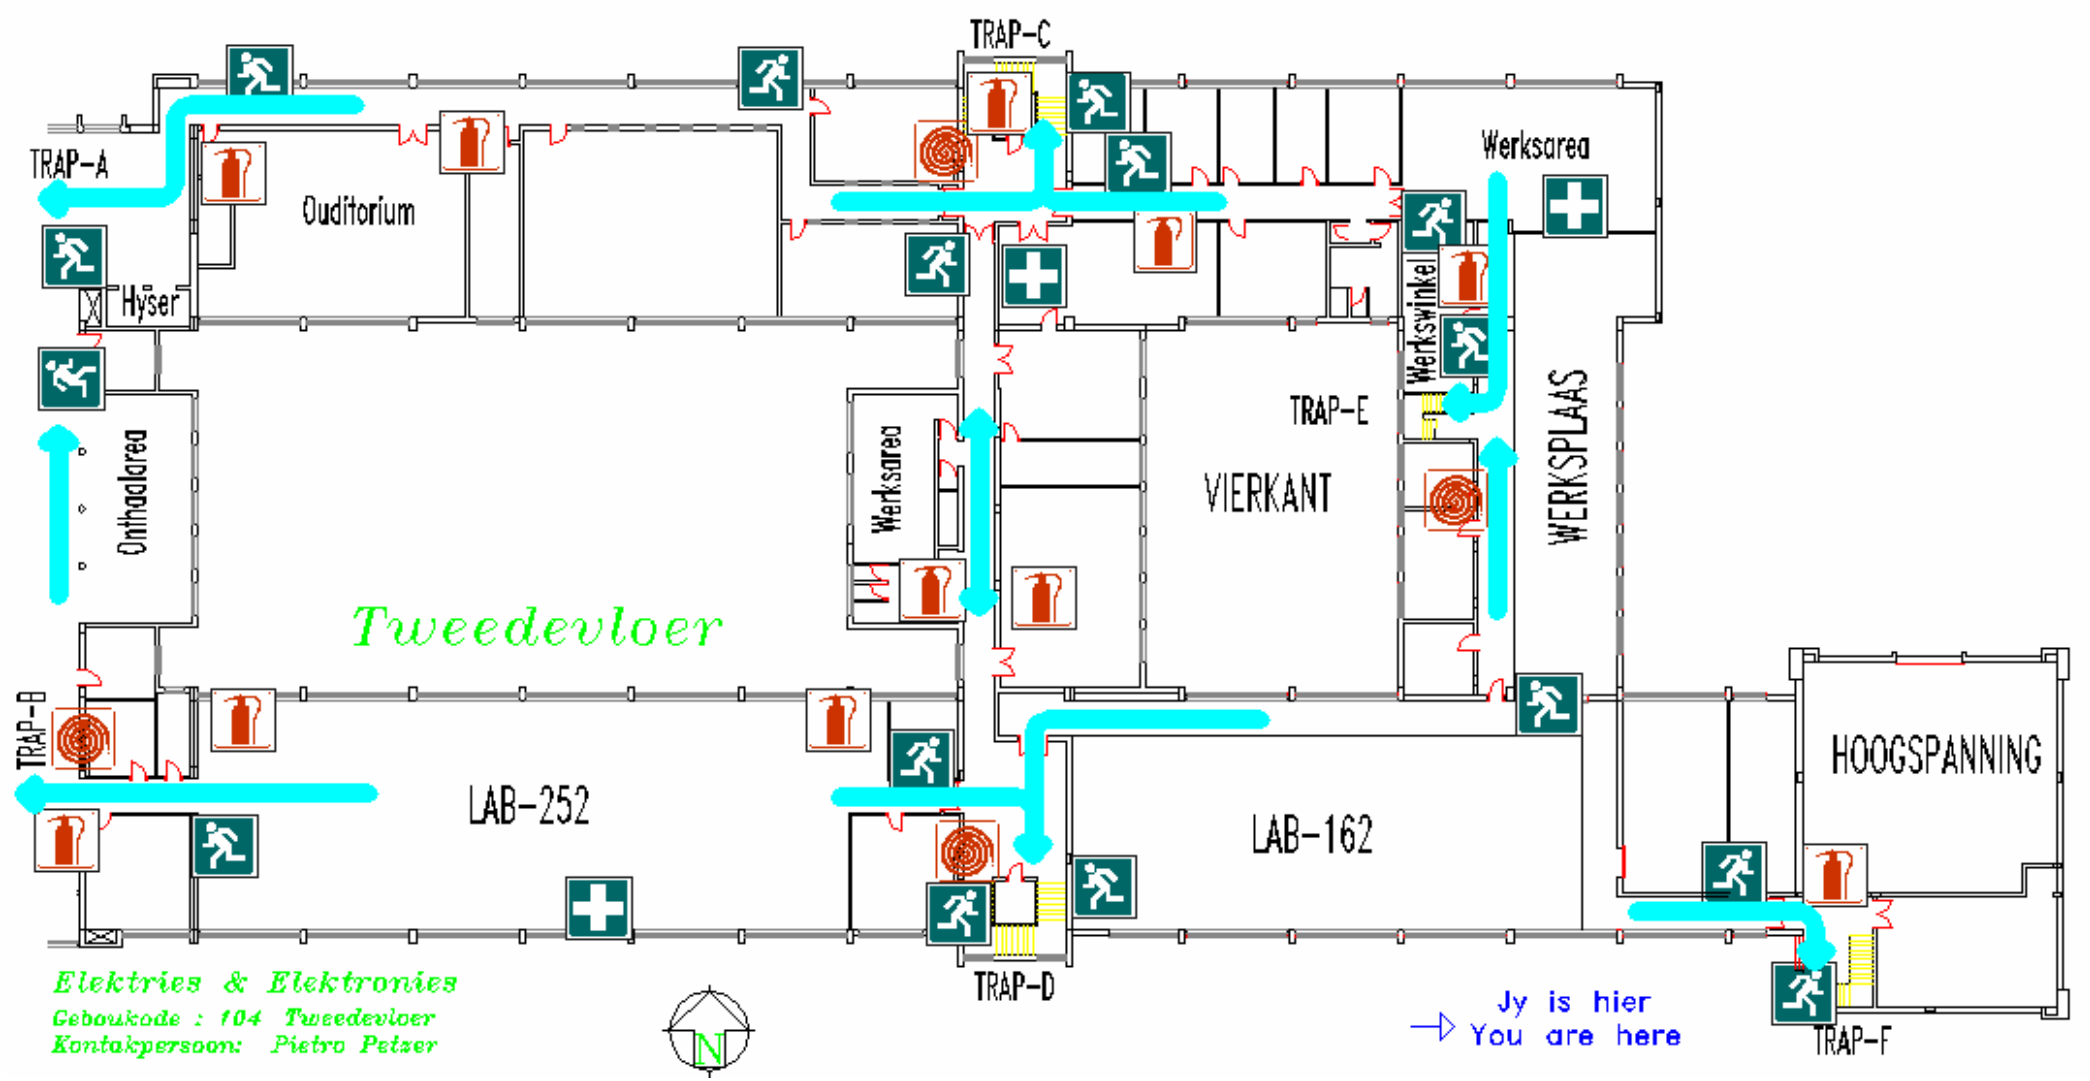 TRAP-C
TRAP-A
Werksarea
Ouditorium
Hyser
Werkswinkel
TRAP-E
Onthaalarea
Werksarea
VIERKANT
WERKSPLAAS
Tweedevloer
TRAP-B
HOOGSPANNING
LAB-252
LAB-162
TRAP-D
TRAP-F
Elektries & Elektronies
Geboukode : 104 Tweedevloer
Kontakpersoon: Pietro Petzer
N
Jy is hier
You are here